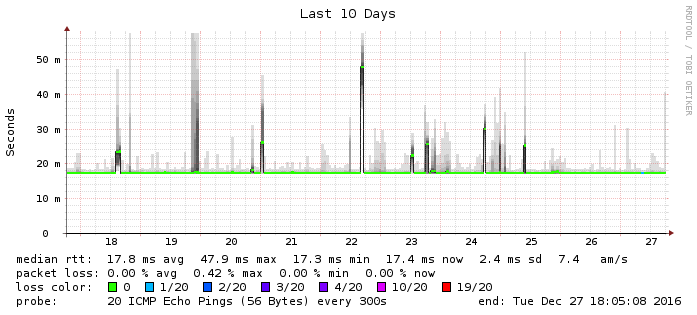 Last 10 Days
RRDTOOL / TOBI OETIKER
Seconds
50 m
40 m
30 m
20 m
10 m
0
18 19 20 21 22 23 24 25 26 27
median rtt: 17.8 ms avg 47.9 ms max 17.3 ms min 17.4 ms now 2.4 ms sd 7.4 am/s
packet loss: 0.00 % avg 0.42 % max 0.00 % min 0.00 % now
loss color: 0 1/20 2/20 3/20 4/20 10/20 19/20
probe: 20 ICMP Echo Pings (56 Bytes) every 300s end: Tue Dec 27 18:05:08 2016